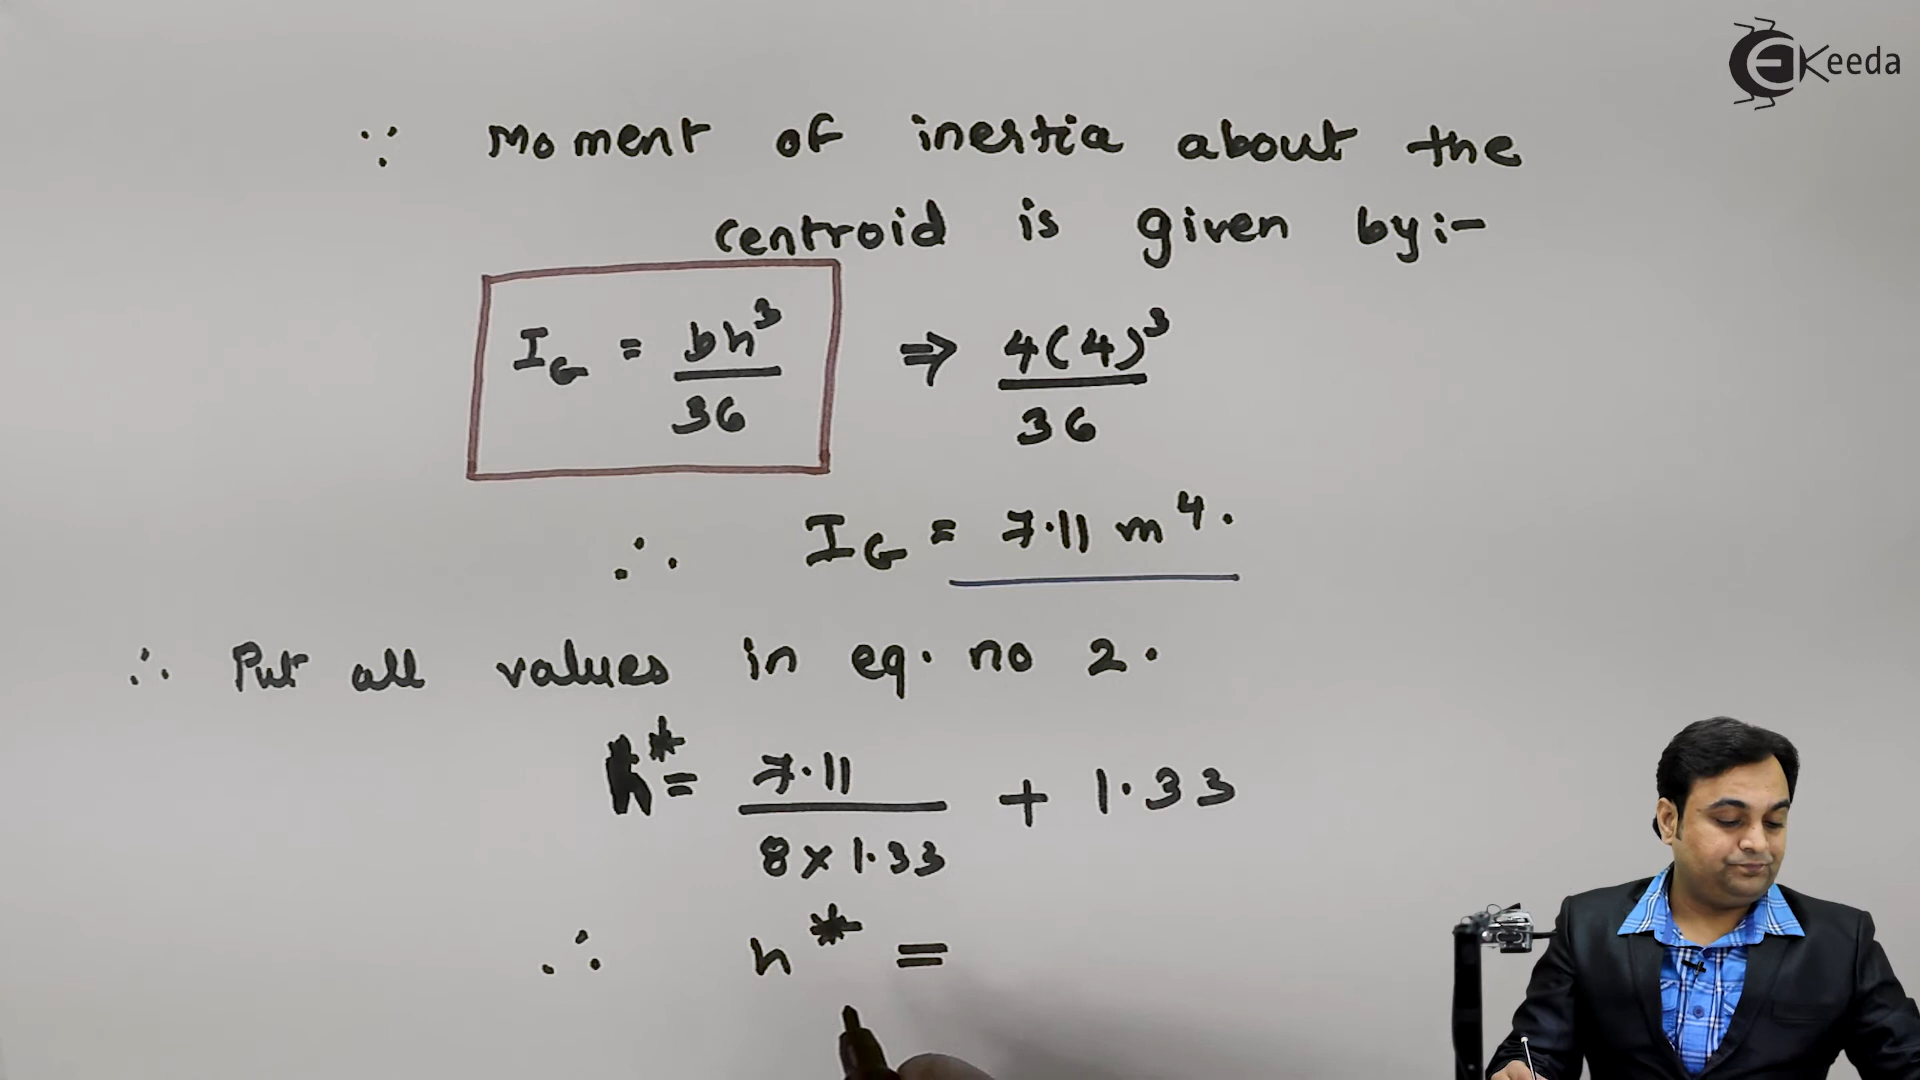 EKeeda
∵ Moment of inertia about the
centroid is given by:-
I_G = bh³/36 ⇒ 4(4)³/36
∴ I_G = 7.11 m⁴.
∴ Put all values in eq. no 2.
h* = 7.11/(8 x 1.33) + 1.33
∴ h* =